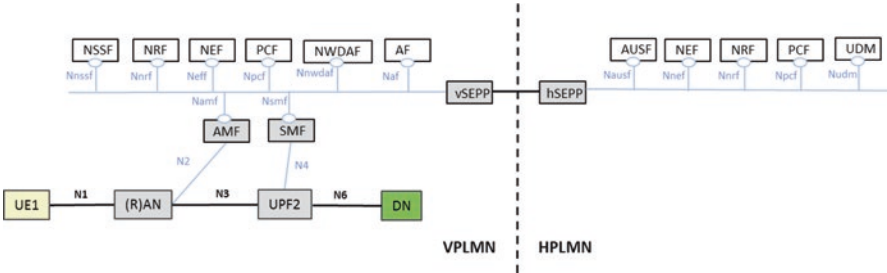 NSSF NRF NEF PCF NWDAF AF AUSF NEF NRF PCF UDM
Nnssf Nnrf Neff Npcf Nnwdaf Naf Nausf Nnef Nnrf Npcf Nudm
vSEPP hSEPP
Namf Nsmf
AMF SMF
N2 N4
N1 N3 N6
UE1 (R)AN UPF2 DN
VPLMN HPLMN